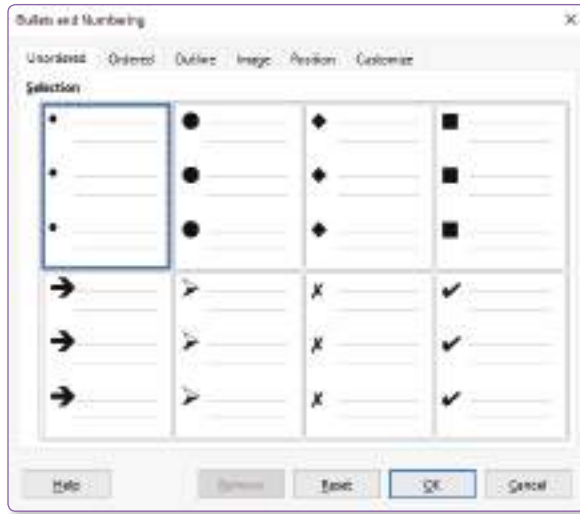 Bullets and Numbering
Unordered Ordered Outline Image Position Customize
Selection
Help Remove Reset OK Cancel